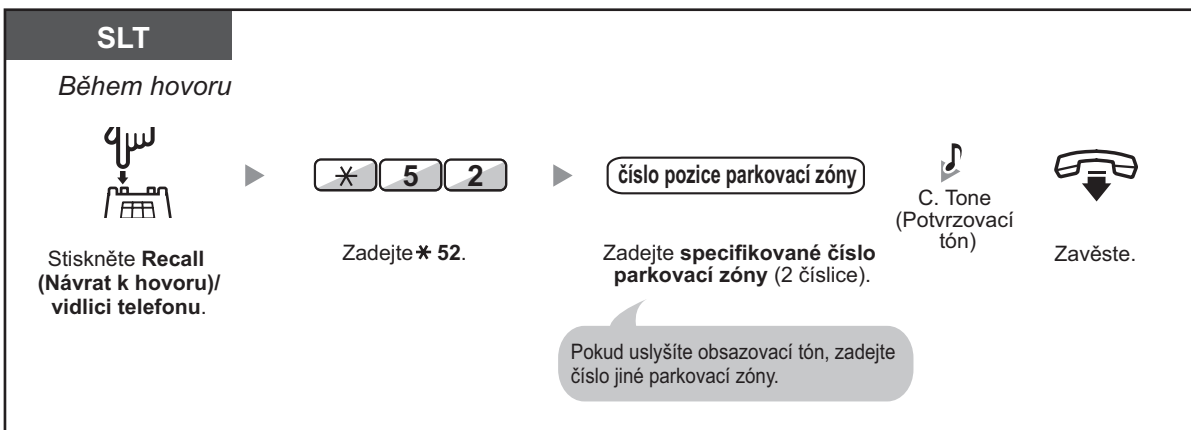 SLT
Během hovoru
✳ 5 2
číslo pozice parkovací zóny
C. Tone
(Potvrzovací
tón)
Stiskněte Recall
(Návrat k hovoru)/
vidlici telefonu.
Zadejte ✳ 52.
Zadejte specifikované číslo
parkovací zóny (2 číslice).
Zavěste.
Pokud uslyšíte obsazovací tón, zadejte
číslo jiné parkovací zóny.